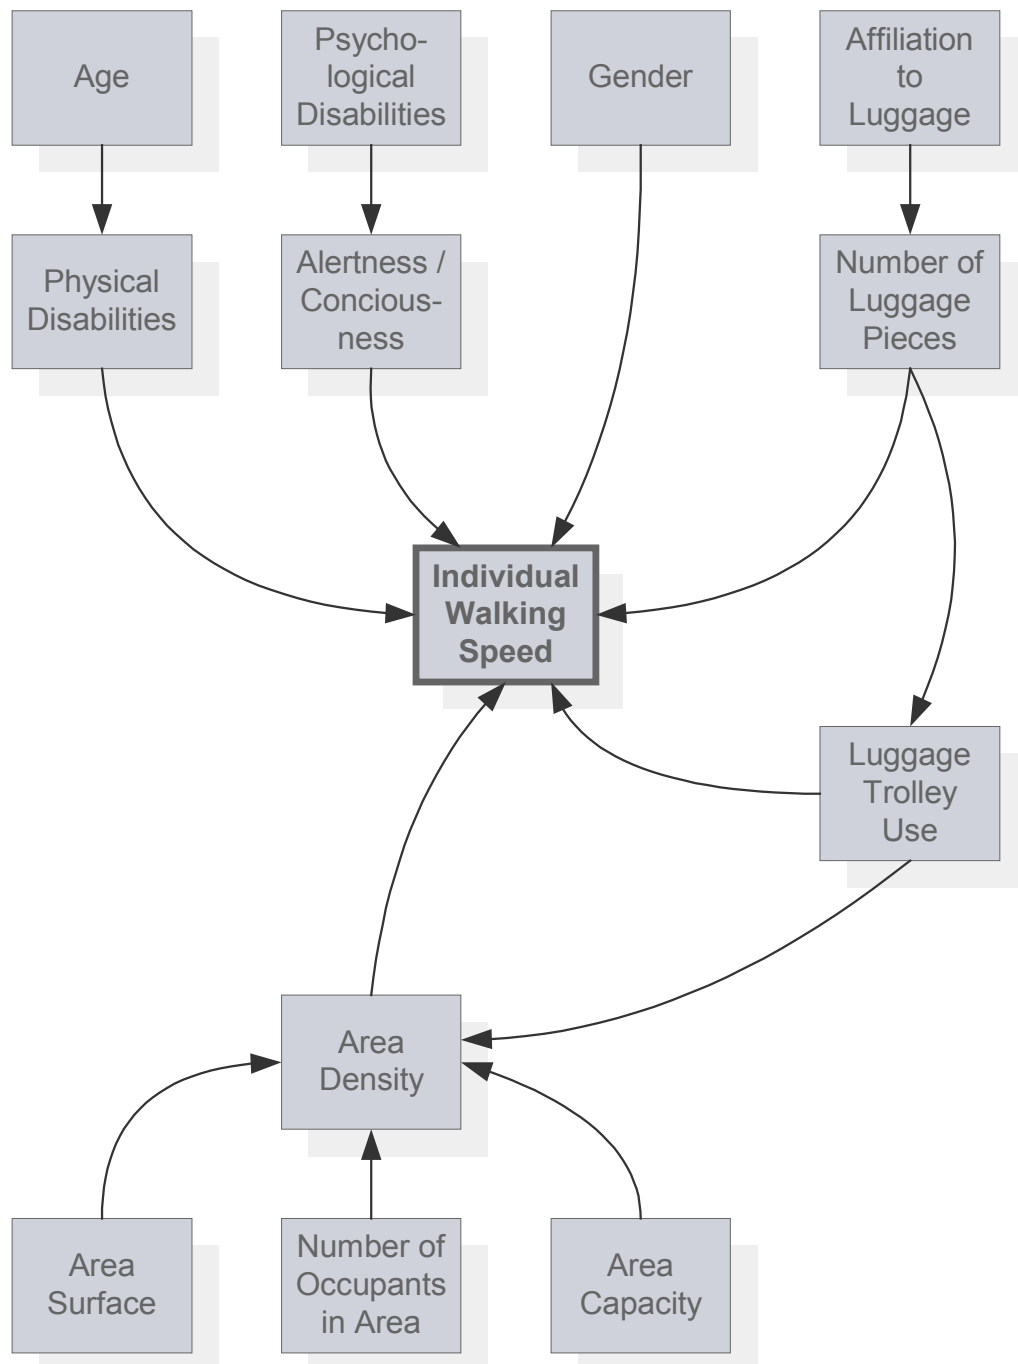 Age
Psycho-
logical
Disabilities
Gender
Affiliation
to
Luggage
Physical
Disabilities
Alertness /
Concious-
ness
Number of
Luggage
Pieces
Individual
Walking
Speed
Luggage
Trolley
Use
Area
Density
Area
Surface
Number of
Occupants
in Area
Area
Capacity